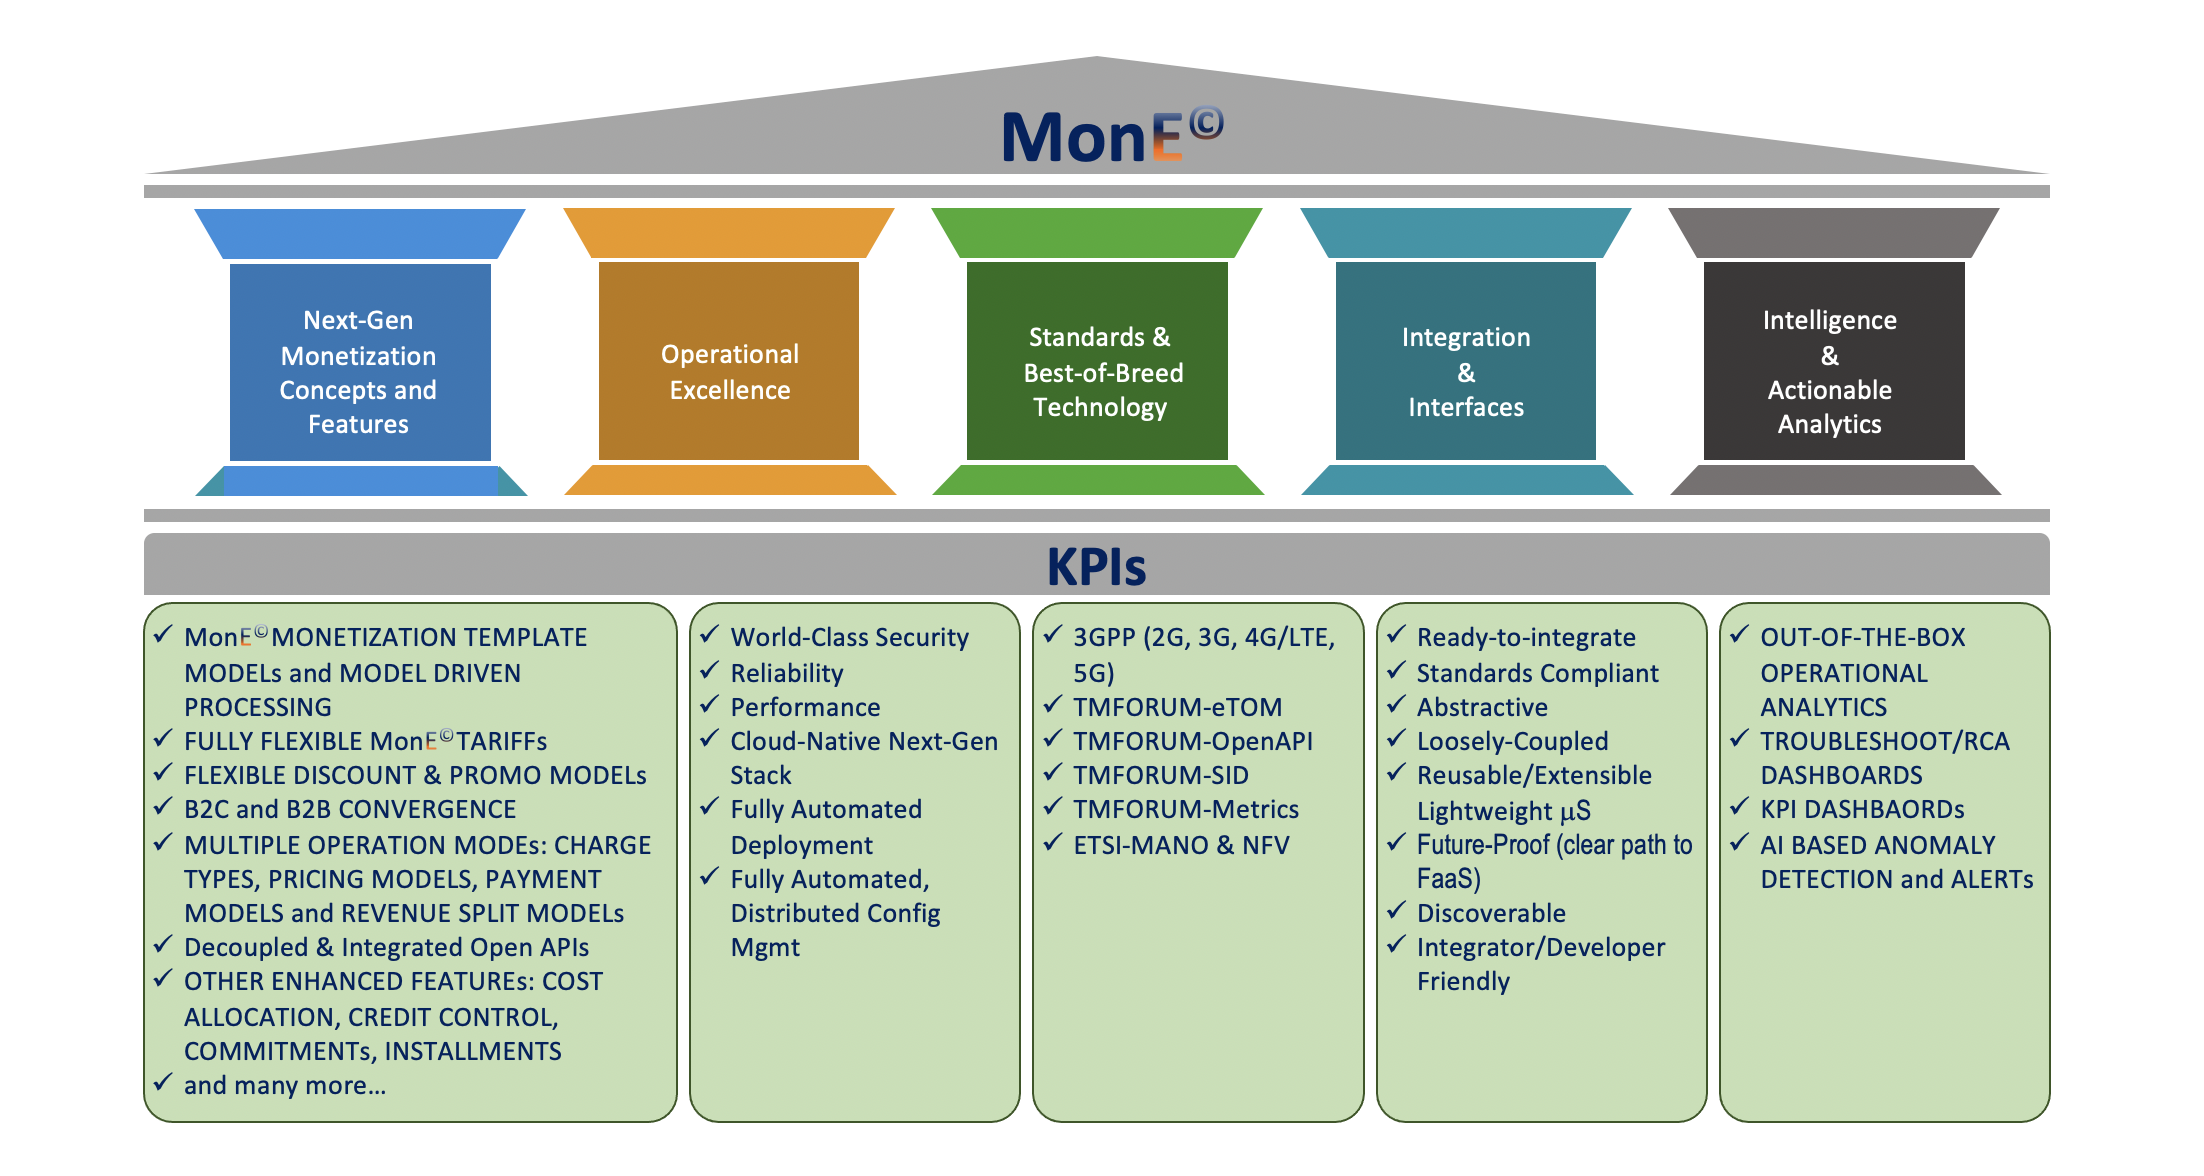 MonE©
Next-Gen
Monetization
Concepts and
Features
Operational
Excellence
Standards &
Best-of-Breed
Technology
Integration
&
Interfaces
Intelligence
&
Actionable
Analytics
KPIs
✓ MonE© MONETIZATION TEMPLATE
MODELs and MODEL DRIVEN
PROCESSING
✓ FULLY FLEXIBLE MonE© TARIFFs
✓ FLEXIBLE DISCOUNT & PROMO MODELs
✓ B2C and B2B CONVERGENCE
✓ MULTIPLE OPERATION MODEs: CHARGE
TYPES, PRICING MODELS, PAYMENT
MODELS and REVENUE SPLIT MODELs
✓ Decoupled & Integrated Open APIs
✓ OTHER ENHANCED FEATUREs: COST
ALLOCATION, CREDIT CONTROL,
COMMITMENTs, INSTALLMENTS
✓ and many more...
✓ World-Class Security
✓ Reliability
✓ Performance
✓ Cloud-Native Next-Gen
Stack
✓ Fully Automated
Deployment
✓ Fully Automated,
Distributed Config
Mgmt
✓ 3GPP (2G, 3G, 4G/LTE,
5G)
✓ TMFORUM-eTOM
✓ TMFORUM-OpenAPI
✓ TMFORUM-SID
✓ TMFORUM-Metrics
✓ ETSI-MANO & NFV
✓ Ready-to-integrate
✓ Standards Compliant
✓ Abstractive
✓ Loosely-Coupled
✓ Reusable/Extensible
Lightweight µS
✓ Future-Proof (clear path to
FaaS)
✓ Discoverable
✓ Integrator/Developer
Friendly
✓ OUT-OF-THE-BOX
OPERATIONAL
ANALYTICS
✓ TROUBLESHOOT/RCA
DASHBOARDS
✓ KPI DASHBAORDs
✓ AI BASED ANOMALY
DETECTION and ALERTs